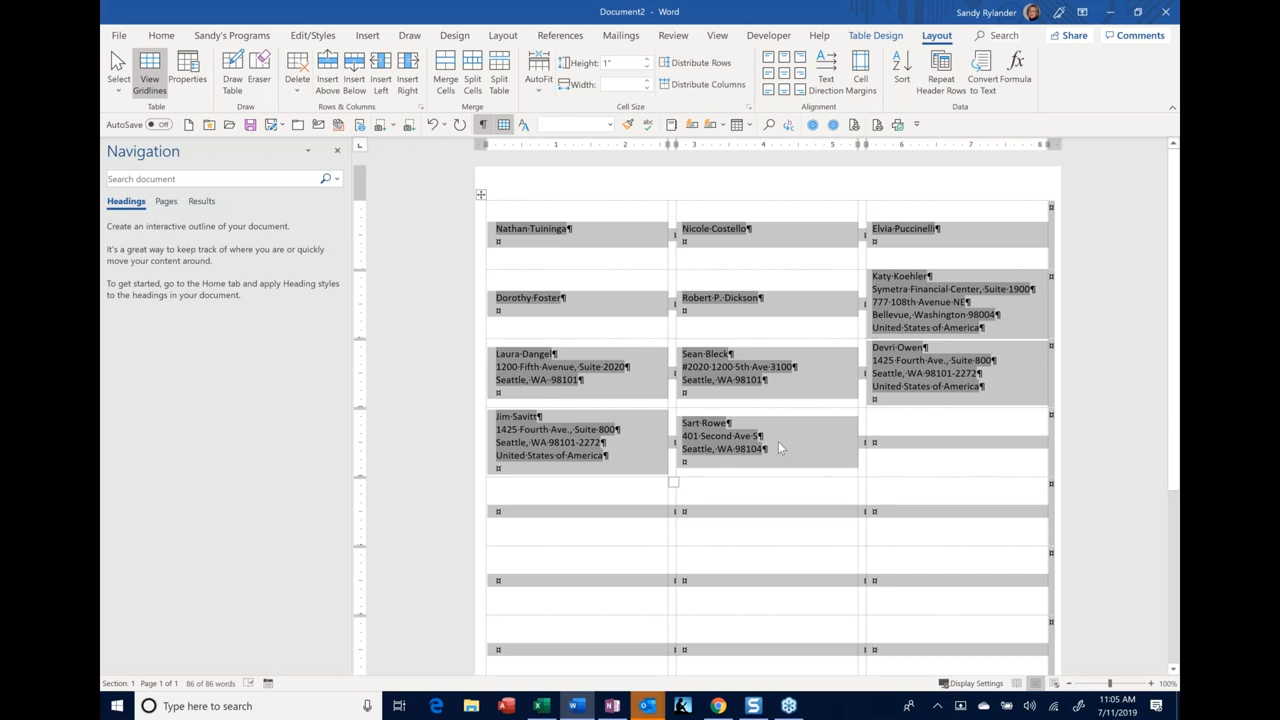 Document2 - Word
Sandy Rylander
File Home Sandy's Programs Edit/Styles Insert Draw Design Layout References Mailings Review View Developer Help Table Design Layout Search Share Comments
Select
View Gridlines
Properties
Draw Table
Eraser
Delete
Insert Above
Insert Below
Insert Left
Insert Right
Merge Cells
Split Cells
Split Table
AutoFit
Height: 1"
Width:
Distribute Rows
Distribute Columns
Text Direction
Cell Margins
Sort
Repeat Header Rows
Convert to Text
Formula
Table
Draw
Rows & Columns
Merge
Cell Size
Alignment
Data
AutoSave Off
Navigation
Search document
Headings Pages Results
Create an interactive outline of your document.
It's a great way to keep track of where you are or quickly
move your content around.
To get started, go to the Home tab and apply Heading styles
to the headings in your document.
1 2 3 4 5 6 7 8
Nathan·Tuininga¶
Nicole·Costello¶
Elvia·Puccinelli¶
Dorothy·Foster¶
Robert·P.·Dickson¶
Katy·Koehler¶
Symetra·Financial·Center,·Suite·1900¶
777·108th·Avenue·NE¶
Bellevue,·Washington·98004¶
United·States·of·America¶
Laura·Dangel¶
1200·Fifth·Avenue,·Suite·2020¶
Seattle,·WA··98101¶
Sean·Bleck¶
#2020·1200·5th·Ave·3100¶
Seattle,·WA·98101¶
Devri·Owen¶
1425·Fourth·Ave.,·Suite·800¶
Seattle,·WA·98101-2272¶
United·States·of·America¶
Jim·Savitt¶
1425·Fourth·Ave.,·Suite·800¶
Seattle,·WA·98101-2272¶
United·States·of·America¶
Sart·Rowe¶
401·Second·Ave·S¶
Seattle,·WA·98104¶
Section: 1 Page 1 of 1 86 of 86 words
Display Settings
100%
Type here to search
11:05 AM
7/11/2019